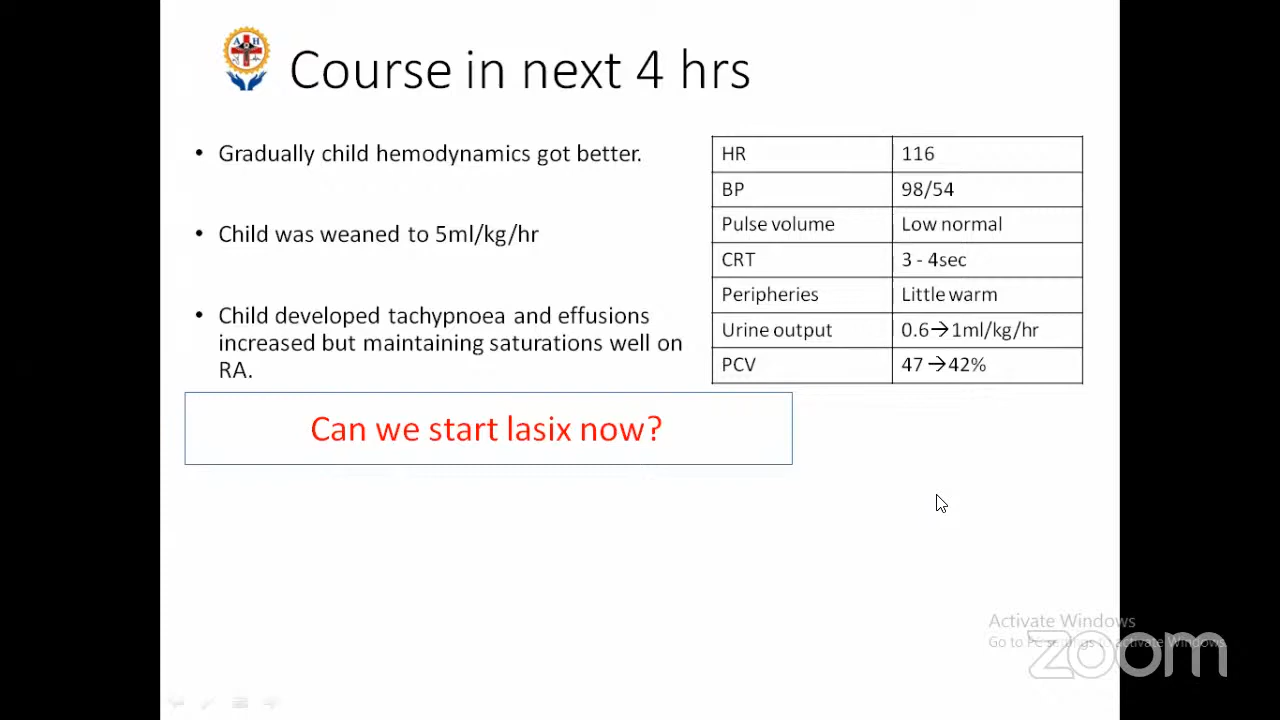 Course in next 4 hrs
• Gradually child hemodynamics got better.
• Child was weaned to 5ml/kg/hr
• Child developed tachypnoea and effusions
increased but maintaining saturations well on
RA.
HR 116
BP 98/54
Pulse volume Low normal
CRT 3 - 4sec
Peripheries Little warm
Urine output 0.6→1ml/kg/hr
PCV 47 →42%
Can we start lasix now?
Activate Windows
Go to PC settings to activate Windows.
zoom